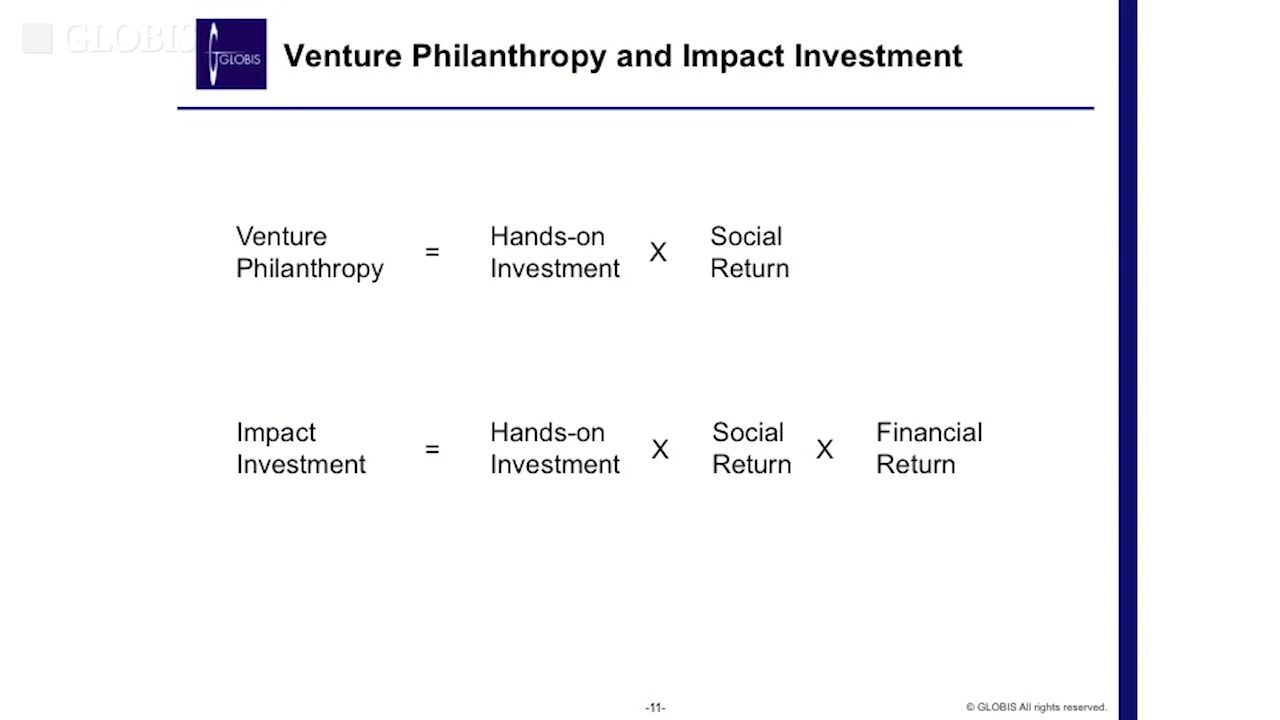 GLOBIS
GLOBIS
Venture Philanthropy and Impact Investment
Venture
Philanthropy
=
Hands-on
Investment
X
Social
Return
Impact
Investment
=
Hands-on
Investment
X
Social
Return
X
Financial
Return
-11-
© GLOBIS All rights reserved.